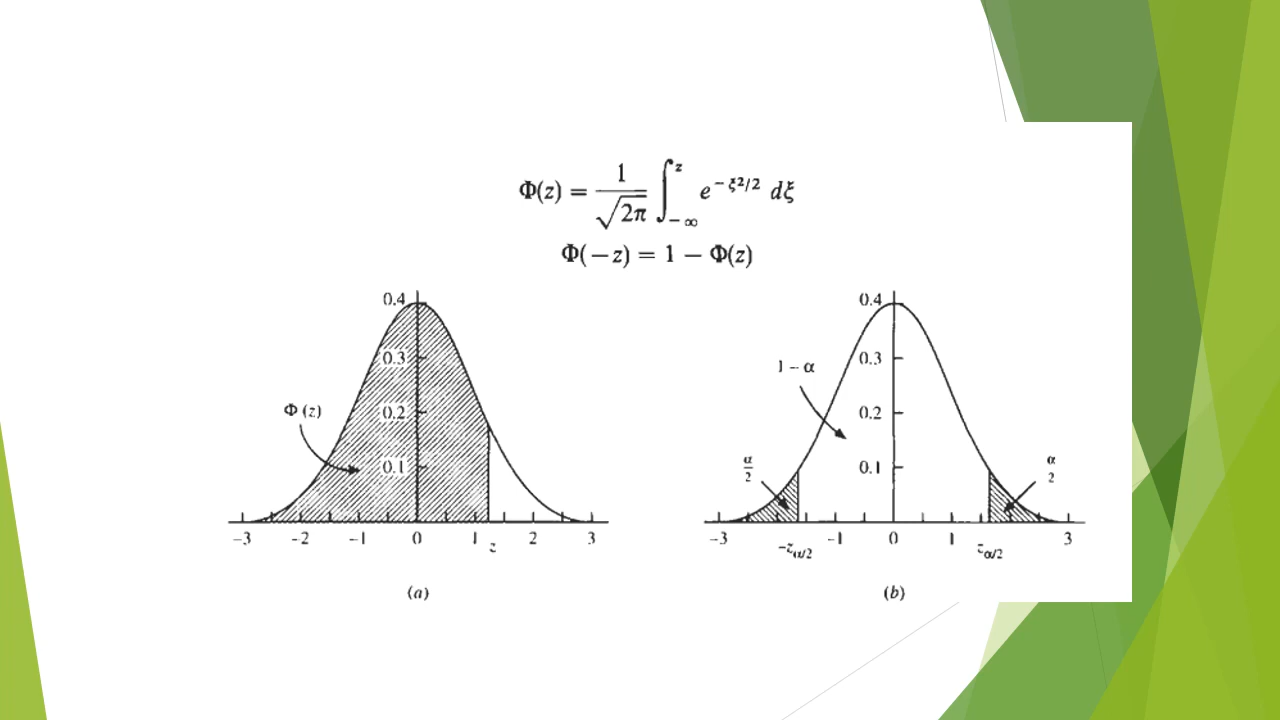 Φ(z) = 1/√2π ∫_{-∞}^{z} e^{-ξ²/2} dξ
Φ(−z) = 1 − Φ(z)
0.4
0.3
Φ (z)
0.2
0.1
−3 −2 −1 0 1 z 2 3
(a)
0.4
1 − α
0.3
0.2
α/2
0.1
α/2
−3 −z_{α/2} −1 0 1 z_{α/2} 3
(b)